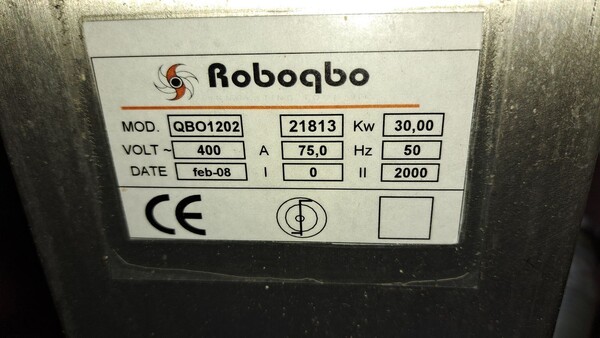 Roboqbo
MOD. QBO1202 21813 Kw 30,00
VOLT ~ 400 A 75,0 Hz 50
DATE feb-08 I 0 II 2000
CE